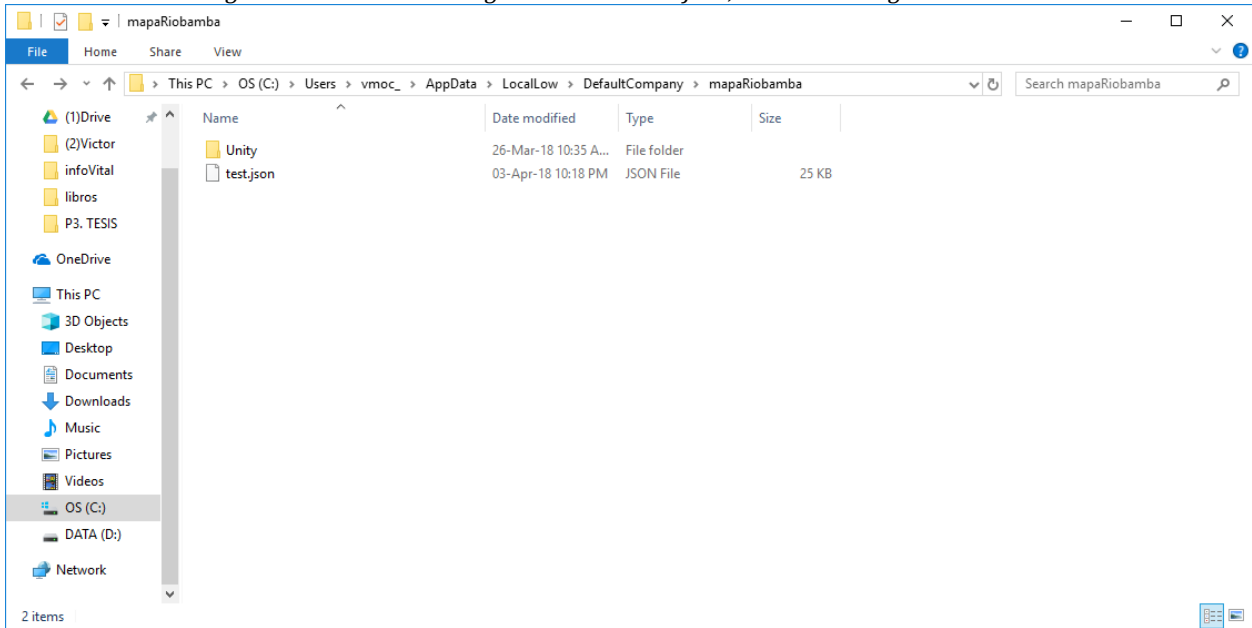 mapaRiobamba
File Home Share View
This PC > OS (C:) > Users > vmoc_ > AppData > LocalLow > DefaultCompany > mapaRiobamba
Search mapaRiobamba
(1)Drive
(2)Victor
infoVital
libros
P3. TESIS
OneDrive
This PC
3D Objects
Desktop
Documents
Downloads
Music
Pictures
Videos
OS (C:)
DATA (D:)
Network
Name Date modified Type Size
Unity 26-Mar-18 10:35 A... File folder
test.json 03-Apr-18 10:18 PM JSON File 25 KB
2 items